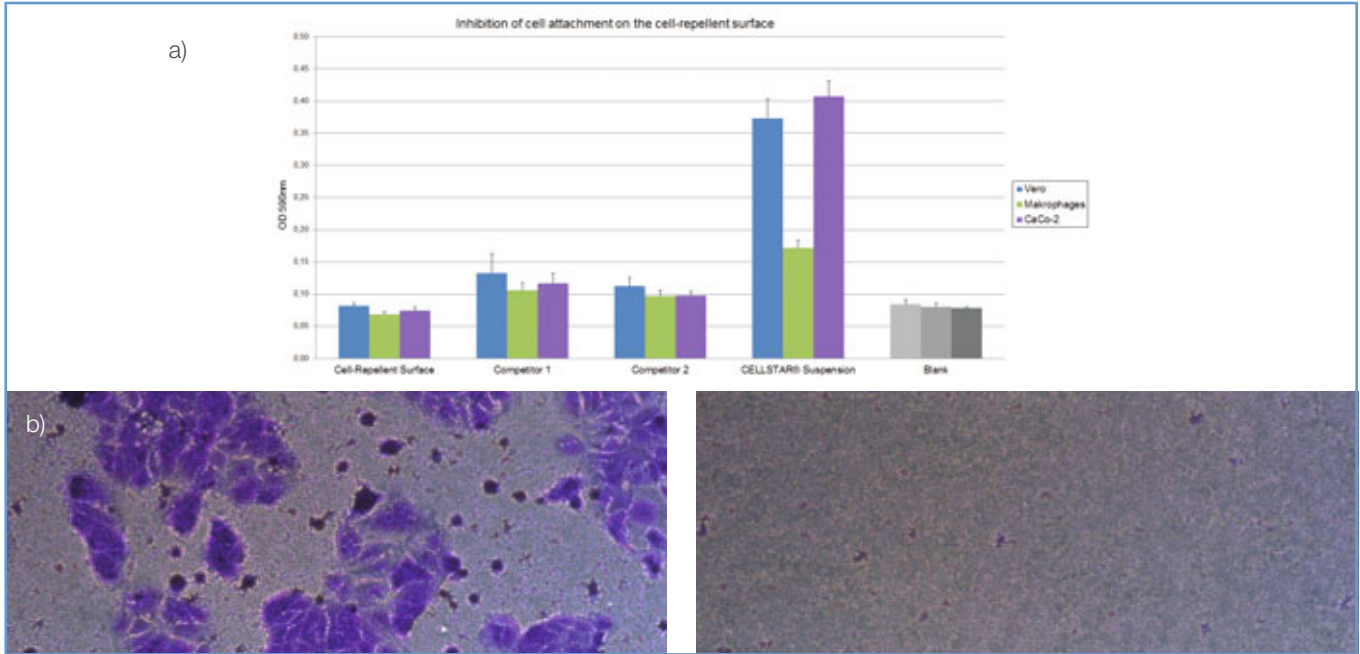 Inhibition of cell attachment on the cell-repellent surface
a)
0,50
0,45
0,40
0,35
0,30
0,25
0,20
0,15
0,10
0,05
0,00
OD 590nm
Vero
Makrophages
CaCo-2
Cell-Repellent Surface
Competitor 1
Competitor 2
CELLSTAR® Suspension
Blank
b)